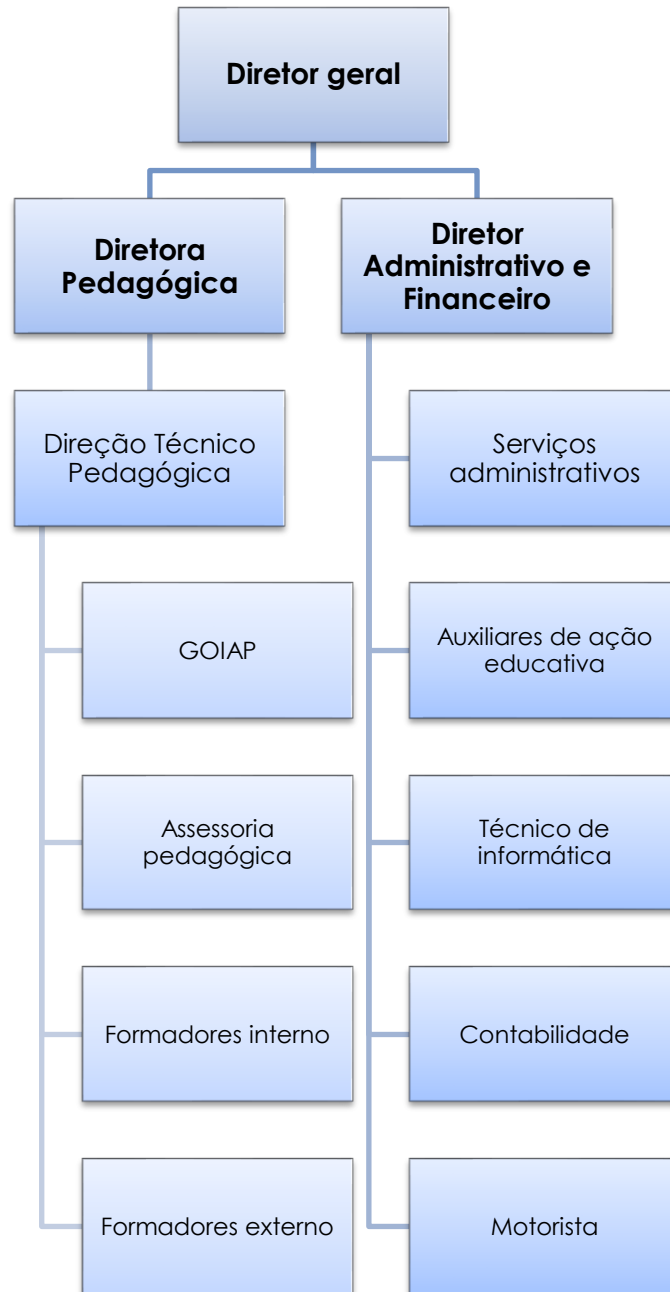 Diretor geral
Diretora
Pedagógica
Diretor
Administrativo e
Financeiro
Direção Técnico
Pedagógica
GOIAP
Assessoria
pedagógica
Formadores interno
Formadores externo
Serviços
administrativos
Auxiliares de ação
educativa
Técnico de
informática
Contabilidade
Motorista